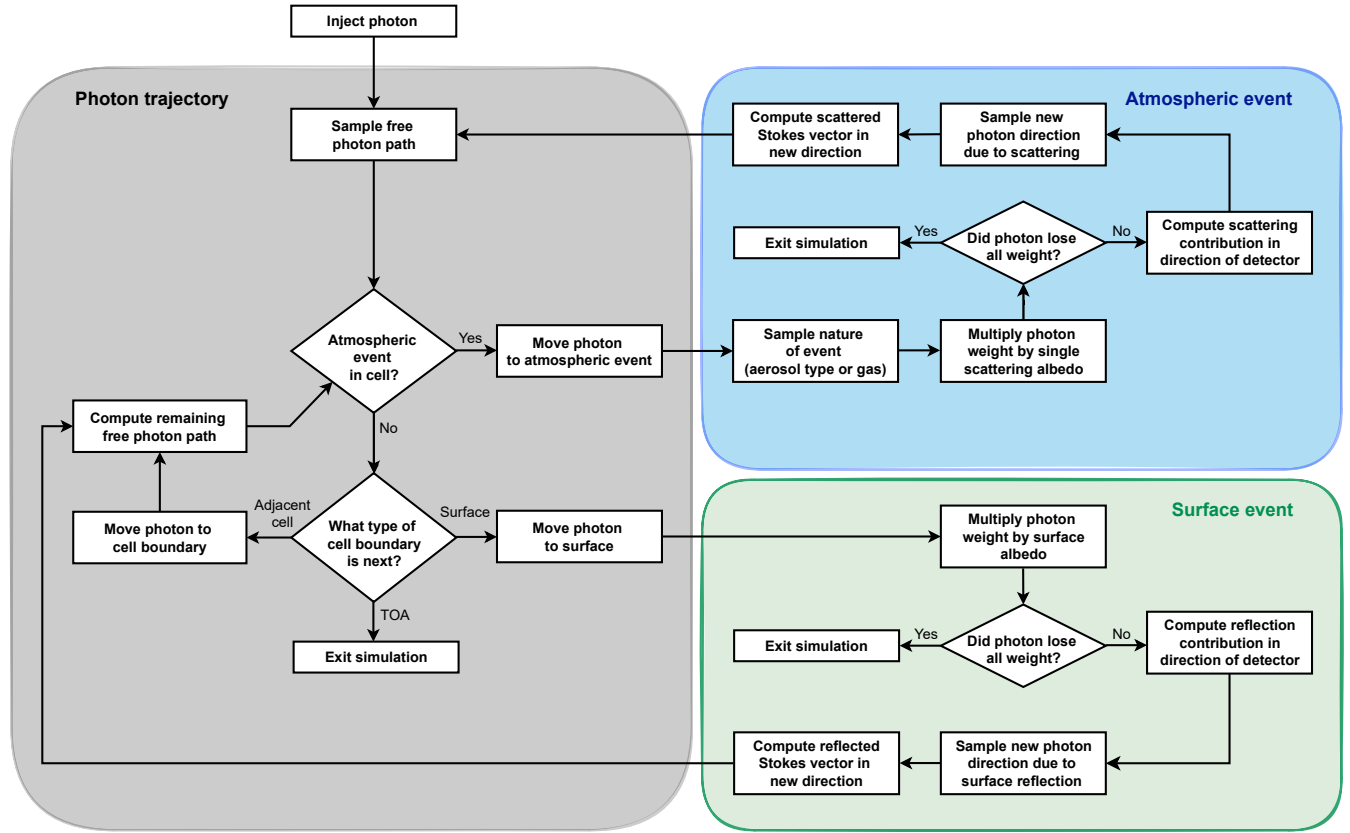 Inject photon
Photon trajectory
Sample free
photon path
Atmospheric
event
in cell?
Yes
Move photon
to atmospheric event
No
Compute remaining
free photon path
Move photon to
cell boundary
Adjacent
cell
What type of
cell boundary
is next?
Surface
Move photon
to surface
TOA
Exit simulation
Atmospheric event
Compute scattered
Stokes vector in
new direction
Sample new
photon direction
due to scattering
Exit simulation
Yes
Did photon lose
all weight?
No
Compute scattering
contribution in
direction of detector
Sample nature
of event
(aerosol type or gas)
Multiply photon
weight by single
scattering albedo
Surface event
Multiply photon
weight by surface
albedo
Exit simulation
Yes
Did photon lose
all weight?
No
Compute reflection
contribution in
direction of detector
Compute reflected
Stokes vector in
new direction
Sample new photon
direction due to
surface reflection